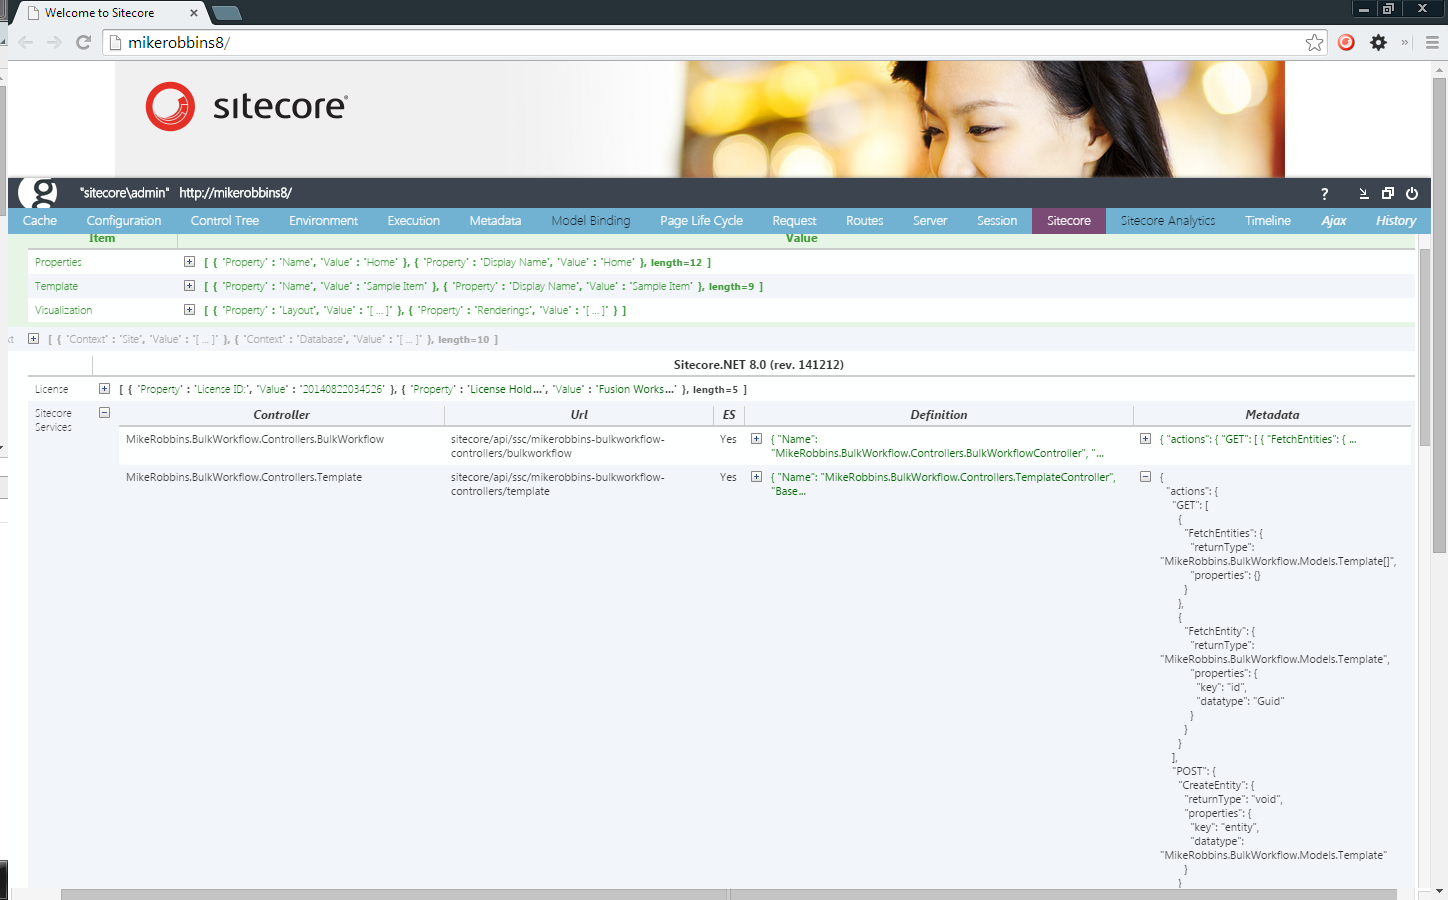 Welcome to Sitecore
mikerobbins8/
sitecore
"sitecore\admin" http://mikerobbins8/
?
Cache Configuration Control Tree Environment Execution Metadata Model Binding Page Life Cycle Request Routes Server Session Sitecore Sitecore Analytics Timeline Ajax History
Item Value
Properties [ { "Property" : "Name", "Value" : "Home" }, { "Property" : "Display Name", "Value" : "Home" }, length=12 ]
Template [ { "Property" : "Name", "Value" : "Sample Item" }, { "Property" : "Display Name", "Value" : "Sample Item" }, length=9 ]
Visualization [ { "Property" : "Layout", "Value" : "[ ... ]" }, { "Property" : "Renderings", "Value" : "[ ... ]" } ]
xt [ { "Context" : "Site", "Value" : "[ ... ]" }, { "Context" : "Database", "Value" : "[ ... ]" }, length=10 ]
Sitecore.NET 8.0 (rev. 141212)
License [ { "Property" : "License ID:", "Value" : "20140822034526" }, { "Property" : "License Hold...", "Value" : "Fusion Works..." }, length=5 ]
Sitecore Services
Controller Url ES Definition Metadata
MikeRobbins.BulkWorkflow.Controllers.BulkWorkflow sitecore/api/ssc/mikerobbins-bulkworkflow- Yes { "Name": { "actions": { "GET": [ { "FetchEntities": { ...
controllers/bulkworkflow "MikeRobbins.BulkWorkflow.Controllers.BulkWorkflowController", "...
MikeRobbins.BulkWorkflow.Controllers.Template sitecore/api/ssc/mikerobbins-bulkworkflow- Yes { "Name": "MikeRobbins.BulkWorkflow.Controllers.TemplateController", {
controllers/template "Base...
"actions": {
"GET": [
{
"FetchEntities": {
"returnType":
"MikeRobbins.BulkWorkflow.Models.Template[]",
"properties": {}
}
},
{
"FetchEntity": {
"returnType":
"MikeRobbins.BulkWorkflow.Models.Template",
"properties": {
"key": "id",
"datatype": "Guid"
}
}
}
],
"POST": {
"CreateEntity": {
"returnType": "void",
"properties": {
"key": "entity",
"datatype":
"MikeRobbins.BulkWorkflow.Models.Template"
}
}